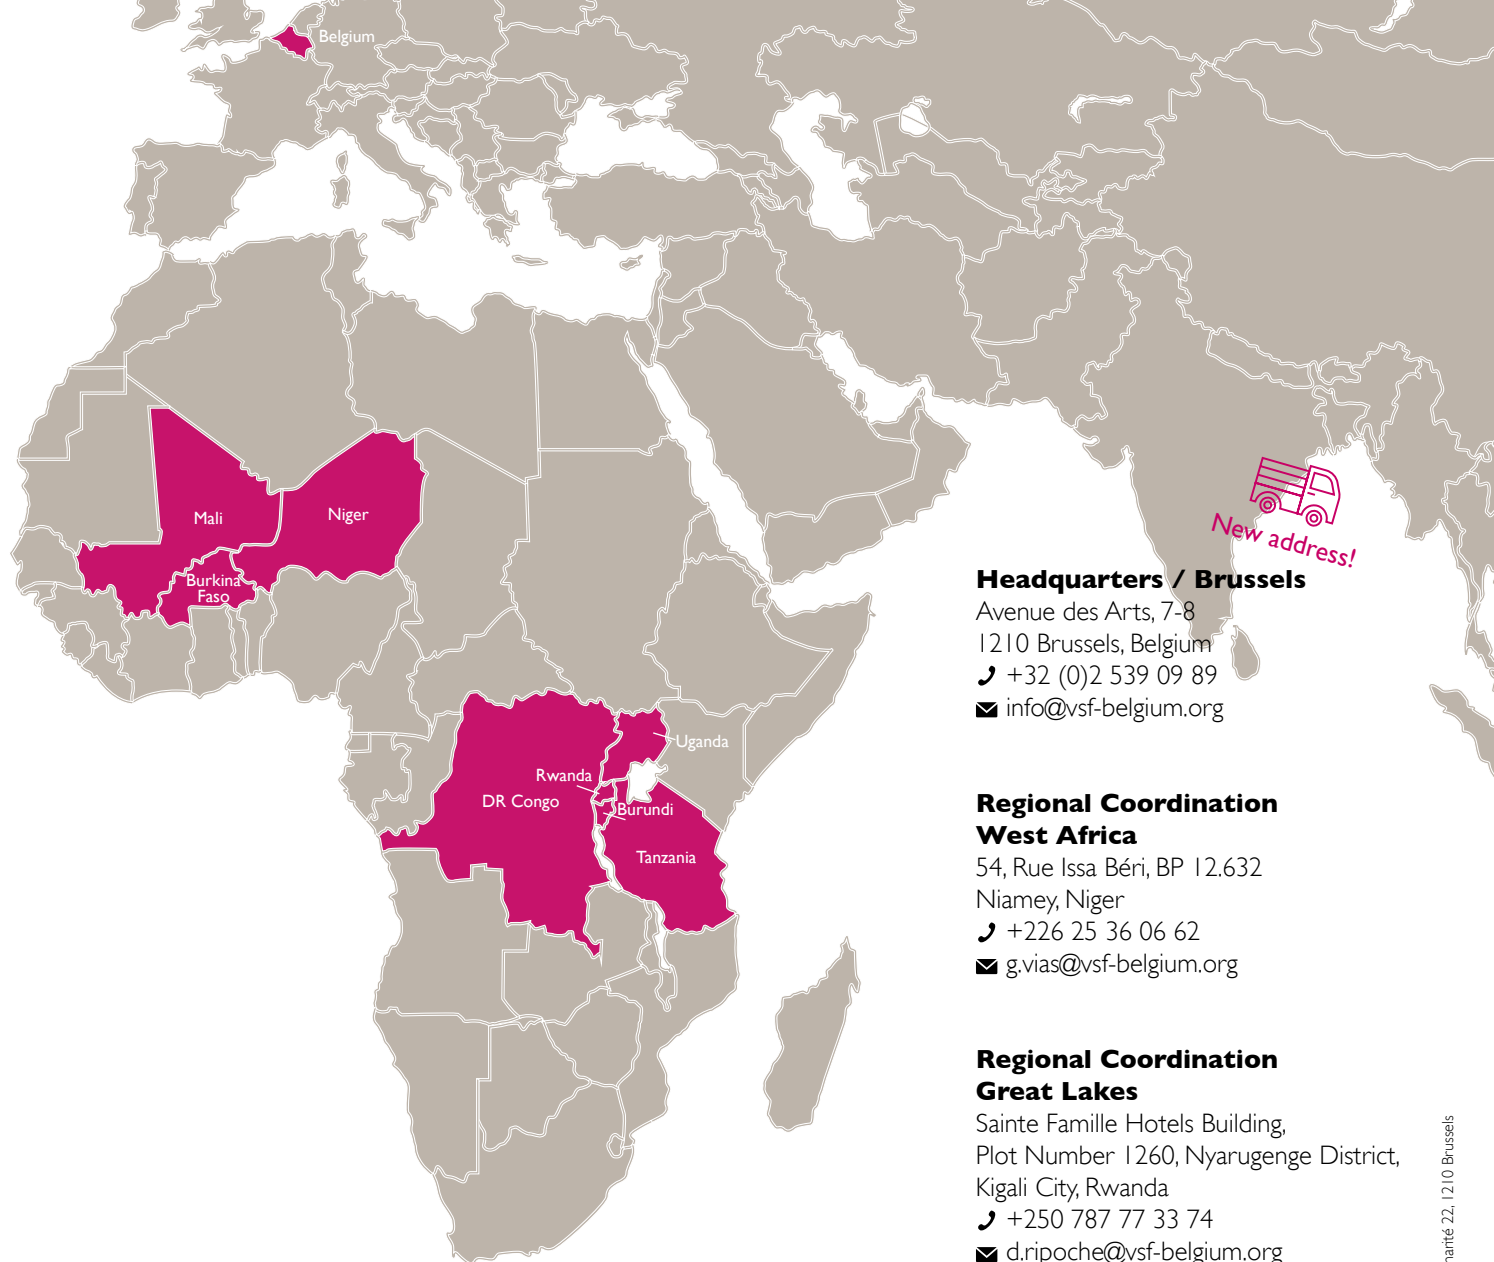 Belgium
Mali
Niger
Burkina
Faso
Uganda
Rwanda
DR Congo
Burundi
Tanzania
New address!
Headquarters / Brussels
Avenue des Arts, 7-8
1210 Brussels, Belgium
+32 (0)2 539 09 89
info@vsf-belgium.org
Regional Coordination
West Africa
54, Rue Issa Béri, BP 12.632
Niamey, Niger
+226 25 36 06 62
g.vias@vsf-belgium.org
Regional Coordination
Great Lakes
Sainte Famille Hotels Building,
Plot Number 1260, Nyarugenge District,
Kigali City, Rwanda
+250 787 77 33 74
d.ripoche@vsf-belgium.org
22, 1210 Brussels